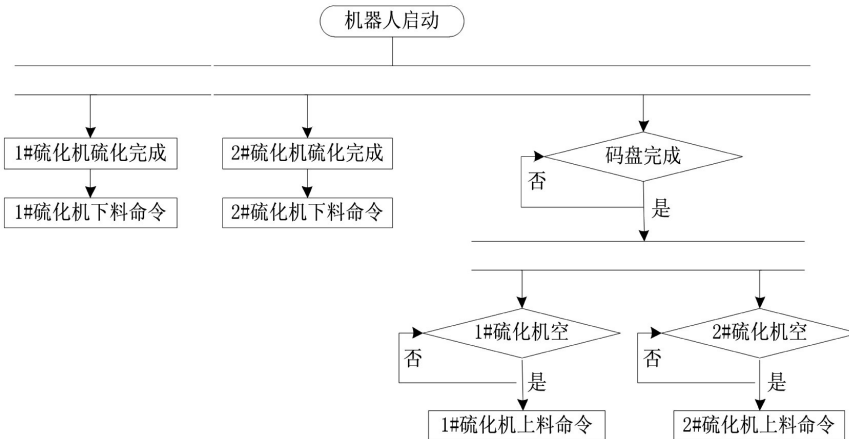 机器人启动
1#硫化机硫化完成
2#硫化机硫化完成
码盘完成
否
1#硫化机下料命令
2#硫化机下料命令
是
1#硫化机空
2#硫化机空
否
否
是
是
1#硫化机上料命令
2#硫化机上料命令